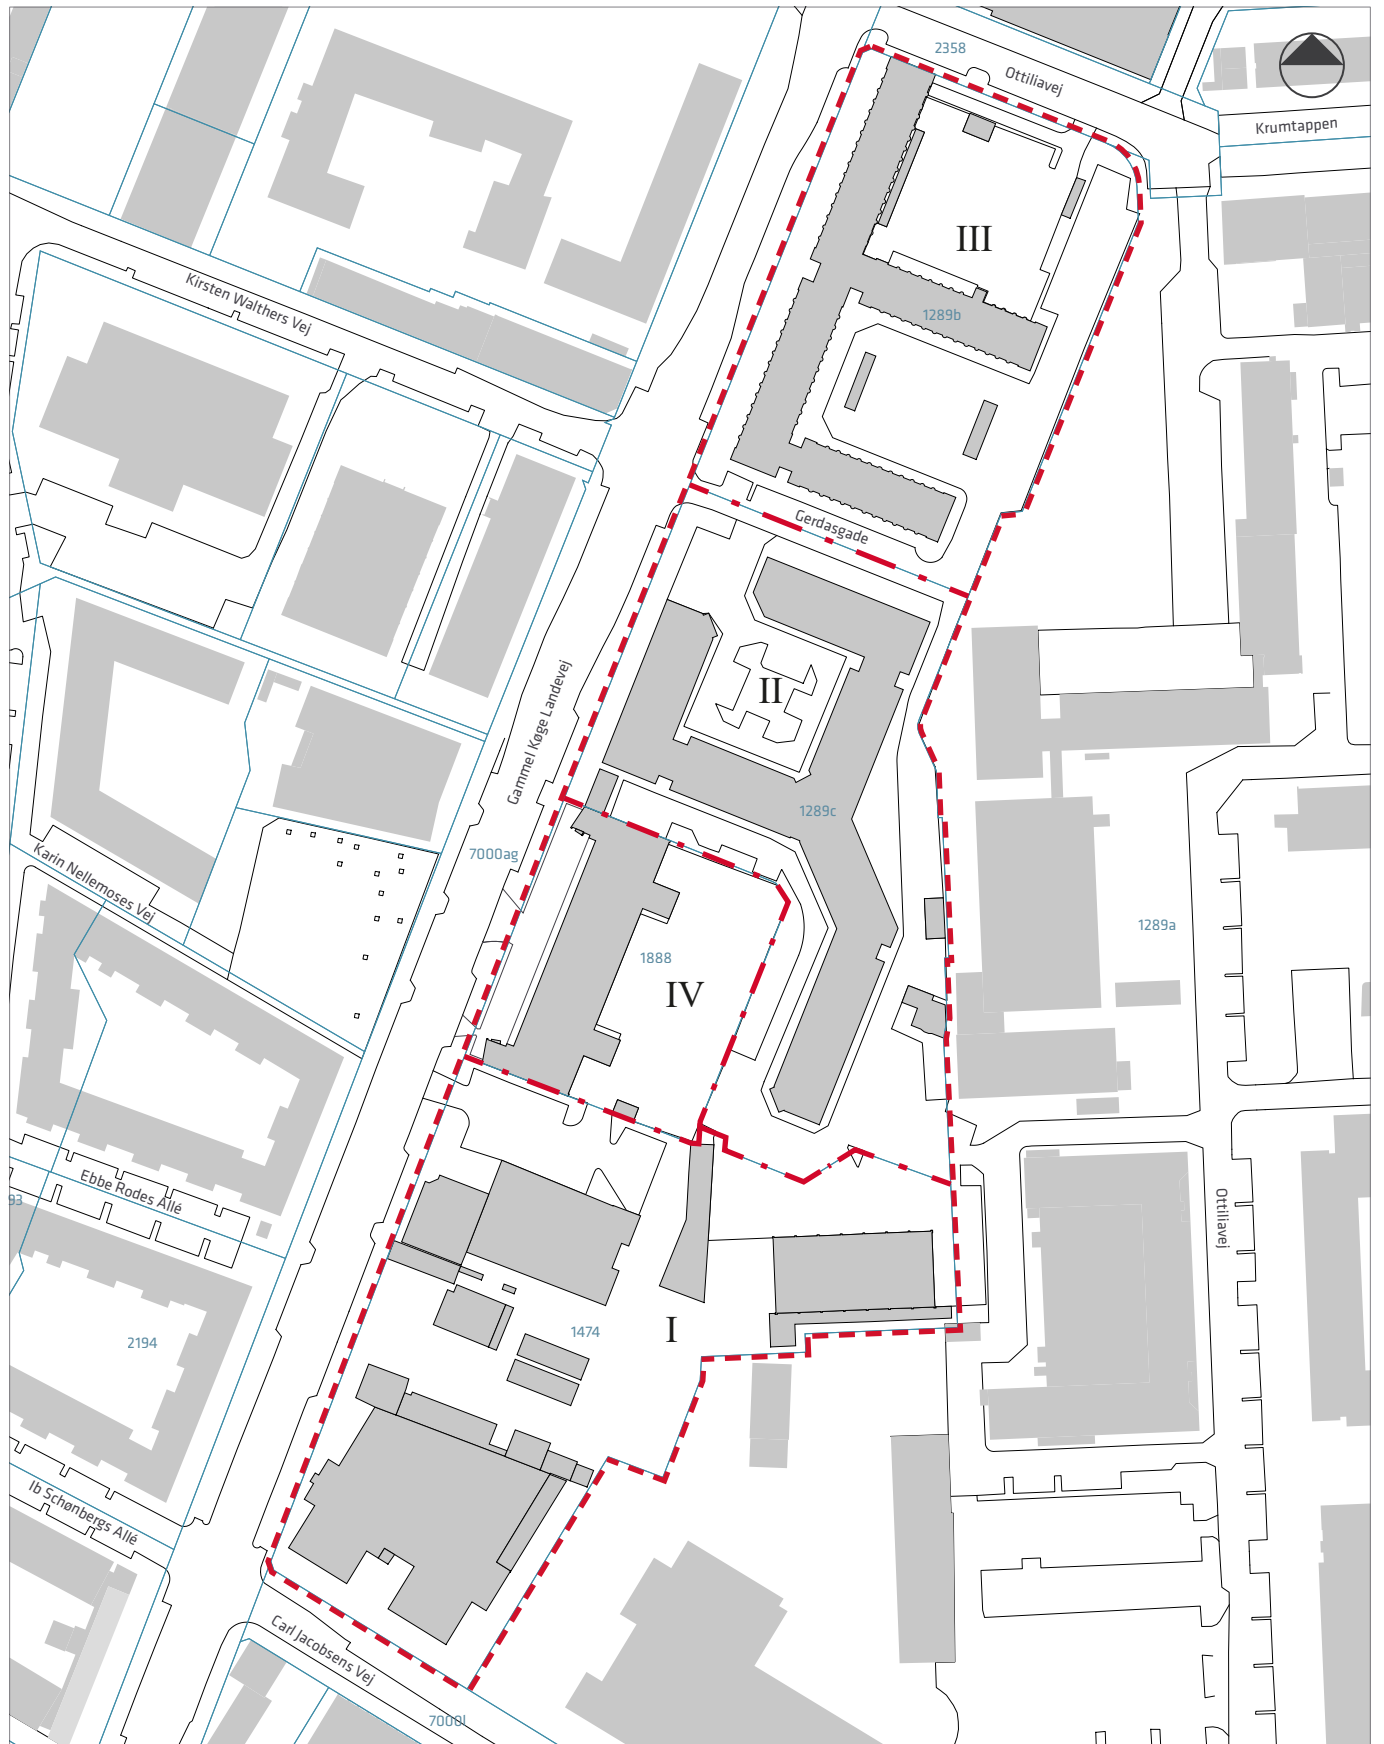 2358
Ottiliavej
Krumtappen
III
Kirsten Walthers Vej
1289b
Gerdasgade
II
Gammel Køge Landevej
1289c
7000ag
Karin Nellemoses Vej
1289a
1888
IV
Ebbe Rodes Allé
93
Ottiliavej
2194
1474
I
Ib Schønbergs Allé
Carl Jacobsens Vej
7000l